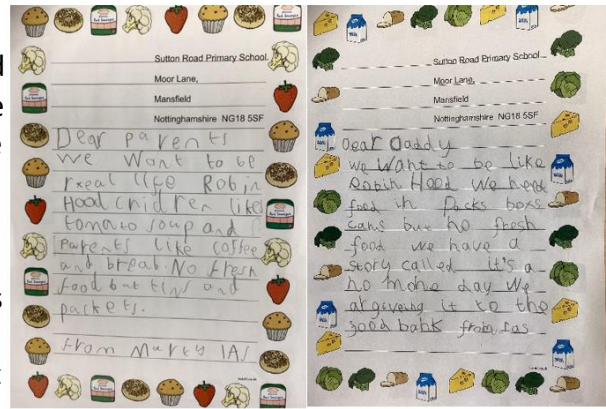 Sutton Road Primary School
Moor Lane,
Mansfield
Nottinghamshire NG18 5SF
Dear parents
We Want to be
real life Robin
Hood Children like
tomato soup and
Parents like coffee
and bread. No fresh
food but tins and
packets.
from
Sutton Road Primary School
Moor Lane,
Mansfield
Nottinghamshire NG18 5SF
Dear Daddy
We Want to be like
Robin Hood We need
food in Packs boxs
cans but no fresh
food we have a
story called it's a
no mone day We
ar giveing it to the
food bank from